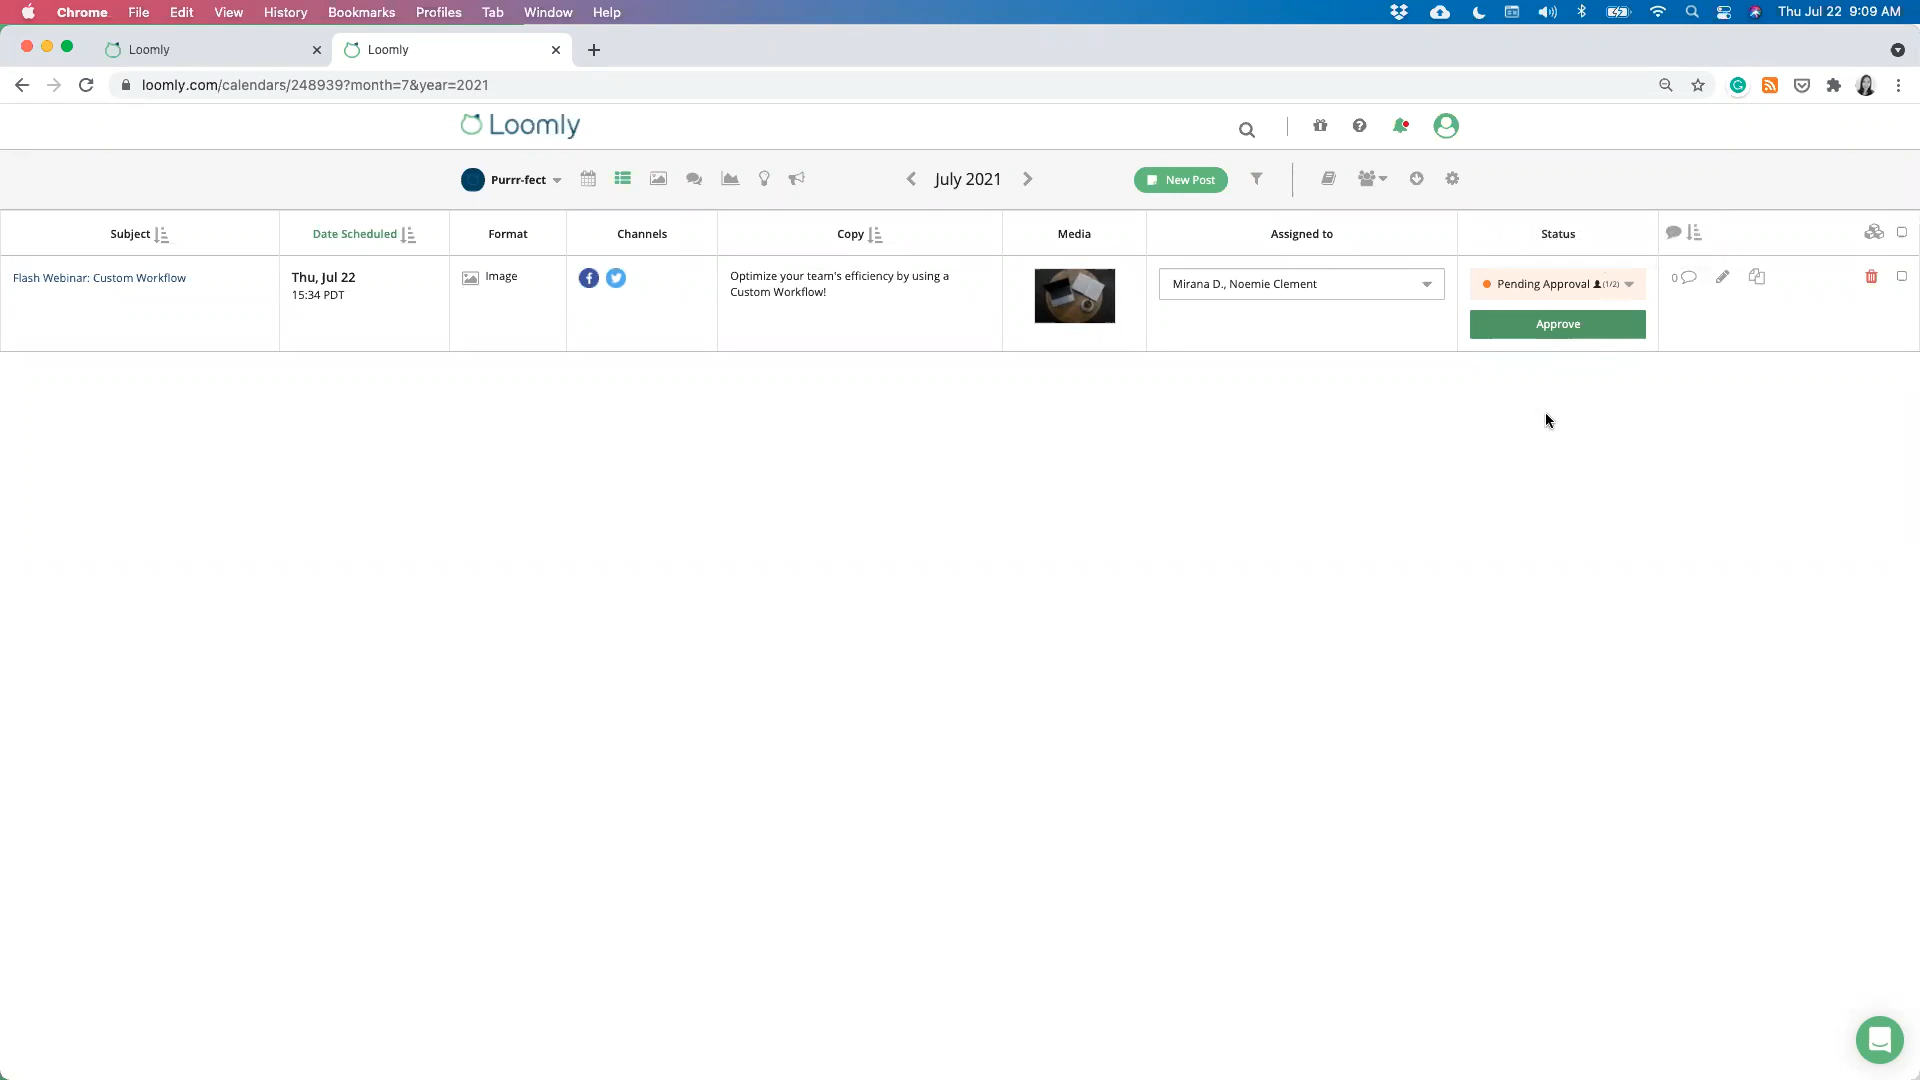 Chrome File Edit View History Bookmarks Profiles Tab Window Help Thu Jul 22 9:09 AM
Loomly Loomly
loomly.com/calendars/248939?month=7&year=2021
Loomly
Purrr-fect July 2021 New Post
Subject Date Scheduled Format Channels Copy Media Assigned to Status
Flash Webinar: Custom Workflow Thu, Jul 22 Image Optimize your team's efficiency by using a Mirana D., Noemie Clement Pending Approval (1/2) 0
15:34 PDT Custom Workflow!
Approve